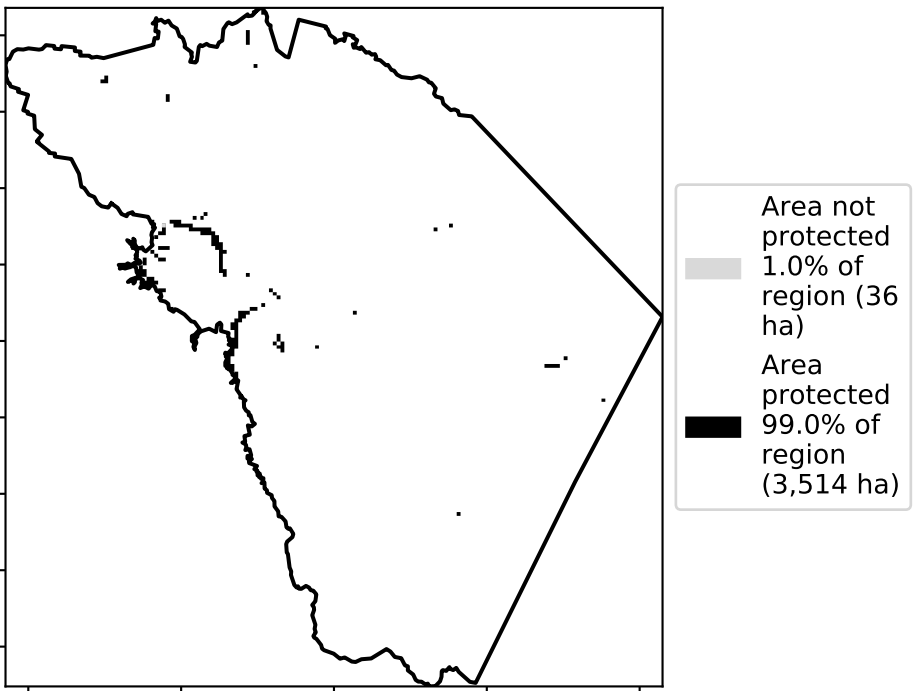 Area not
protected
1.0% of
region (36
ha)
Area
protected
99.0% of
region
(3,514 ha)